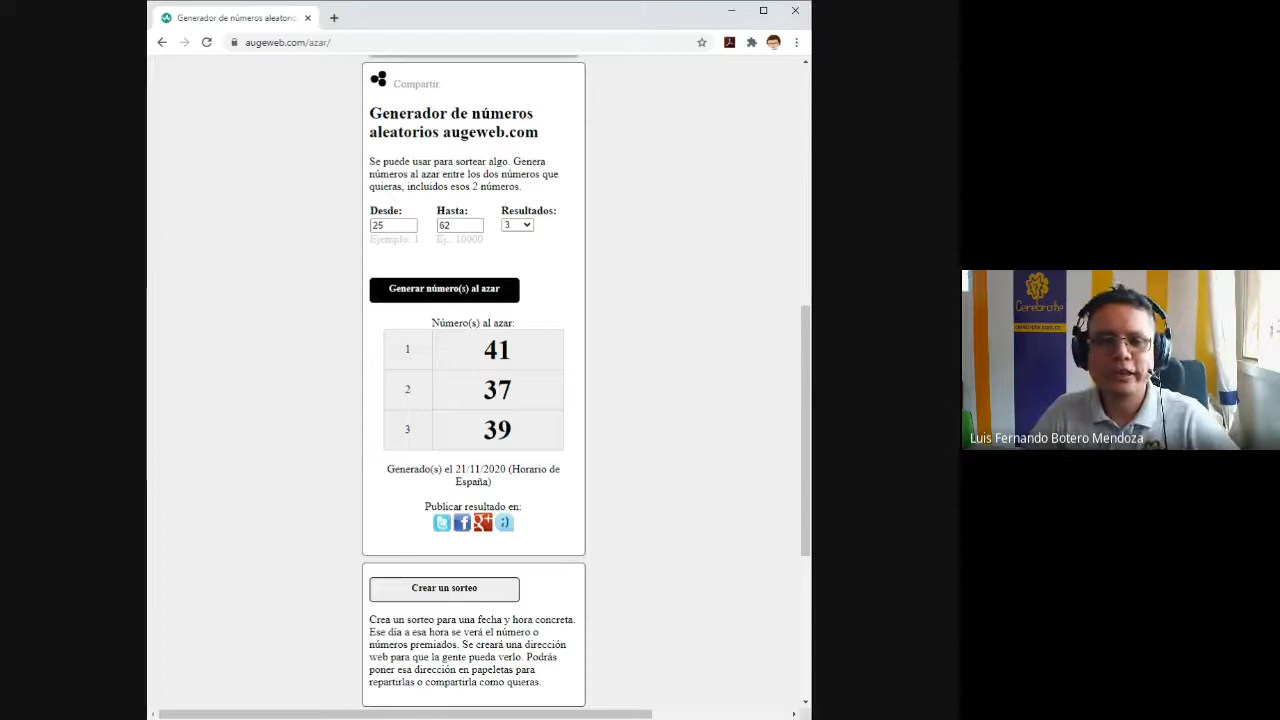 Generador de números aleatorio
augeweb.com/azar/
Compartir
Generador de números
aleatorios augeweb.com
Se puede usar para sortear algo. Genera
números al azar entre los dos números que
quieras, incluidos esos 2 números.
Desde: Hasta: Resultados:
25 62 3
Ejemplo: 1 Ej.: 10000
Generar número(s) al azar
Número(s) al azar:
1 41
2 37
3 39
Generado(s) el 21/11/2020 (Horario de
España)
Publicar resultado en:
Crear un sorteo
Crea un sorteo para una fecha y hora concreta.
Ese día a esa hora se verá el número o
números premiados. Se creará una dirección
web para que la gente pueda verlo. Podrás
poner esa dirección en papeletas para
repartirlas o compartirla como quieras.
Cerebrote
cerebrote.com.co
Luis Fernando Botero Mendoza